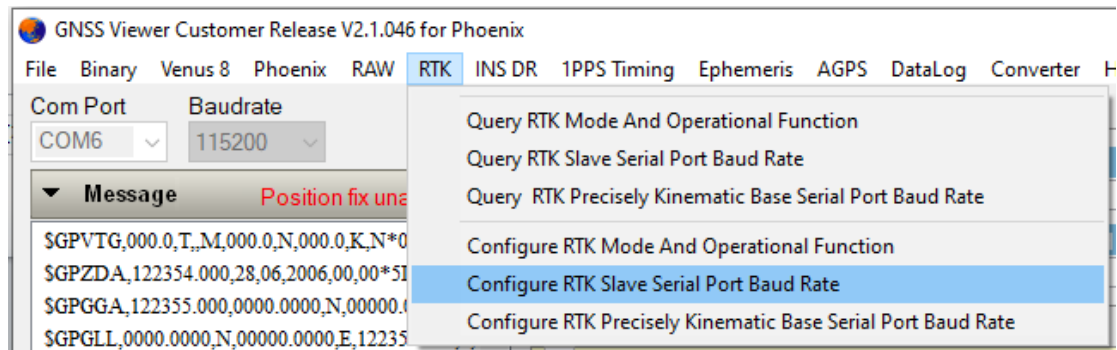 GNSS Viewer Customer Release V2.1.046 for Phoenix
File Binary Venus 8 Phoenix RAW RTK INS DR 1PPS Timing Ephemeris AGPS DataLog Converter H
Com Port Baudrate
COM6 115200
Message Position fix una
Query RTK Mode And Operational Function
Query RTK Slave Serial Port Baud Rate
Query RTK Precisely Kinematic Base Serial Port Baud Rate
Configure RTK Mode And Operational Function
Configure RTK Slave Serial Port Baud Rate
Configure RTK Precisely Kinematic Base Serial Port Baud Rate
$GPVTG,000.0,T,,M,000.0,N,000.0,K,N*0
$GPZDA,122354.000,28,06,2006,00,00*5
$GPGGA,122355.000,0000.0000,N,00000.
$GPGLL,0000.0000,N,00000.0000,E,12235